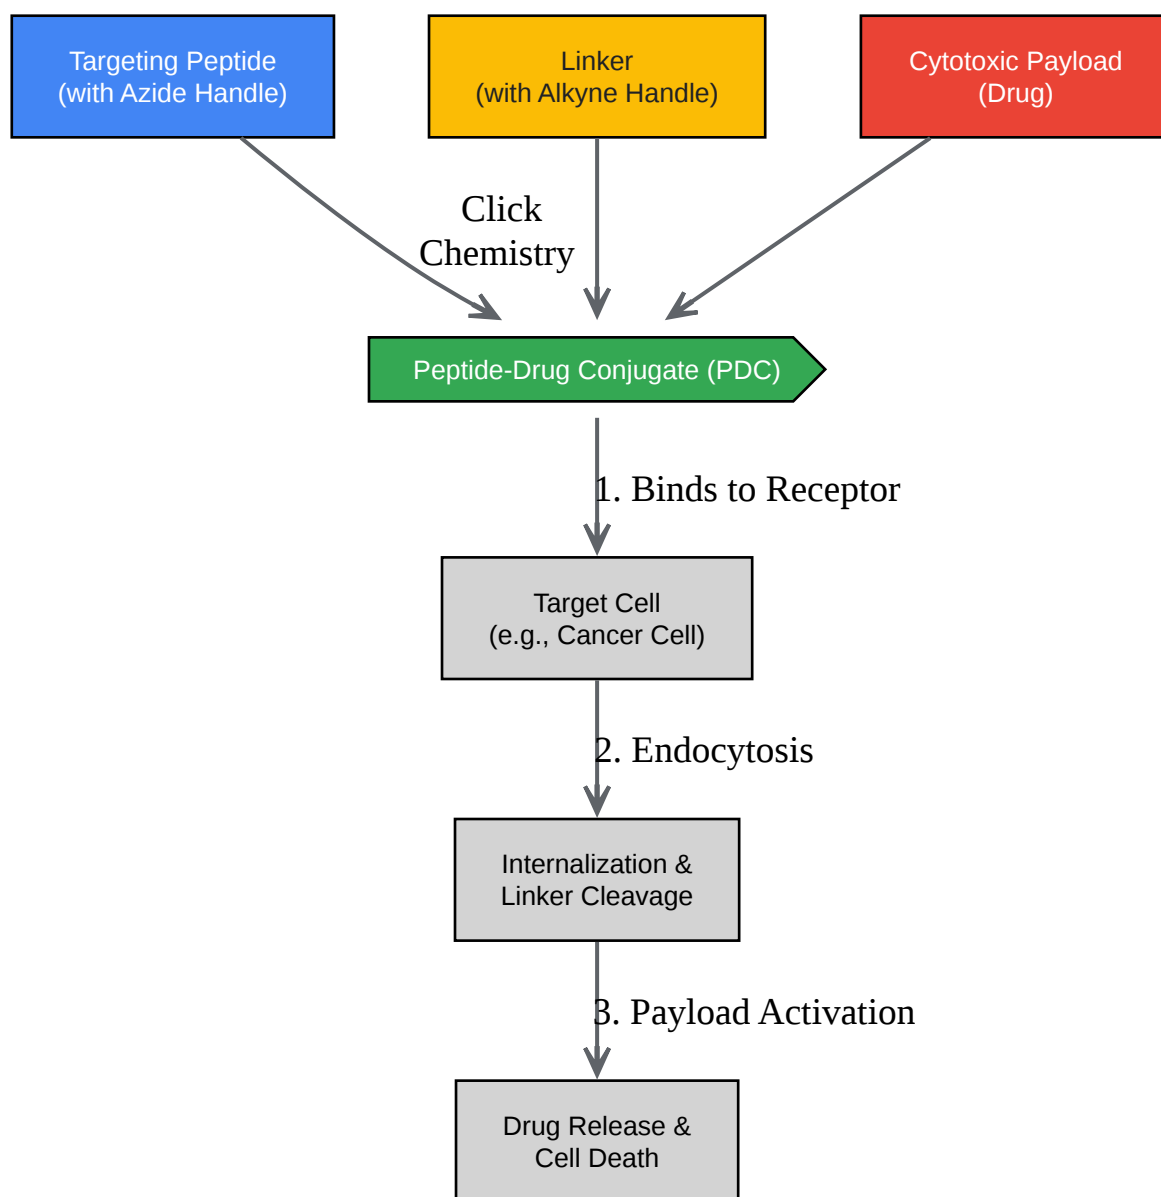 Targeting Peptide
(with Azide Handle)
Linker
(with Alkyne Handle)
Cytotoxic Payload
(Drug)
Click
Chemistry
Peptide-Drug Conjugate (PDC)
1. Binds to Receptor
Target Cell
(e.g., Cancer Cell)
2. Endocytosis
Internalization &
Linker Cleavage
3. Payload Activation
Drug Release &
Cell Death